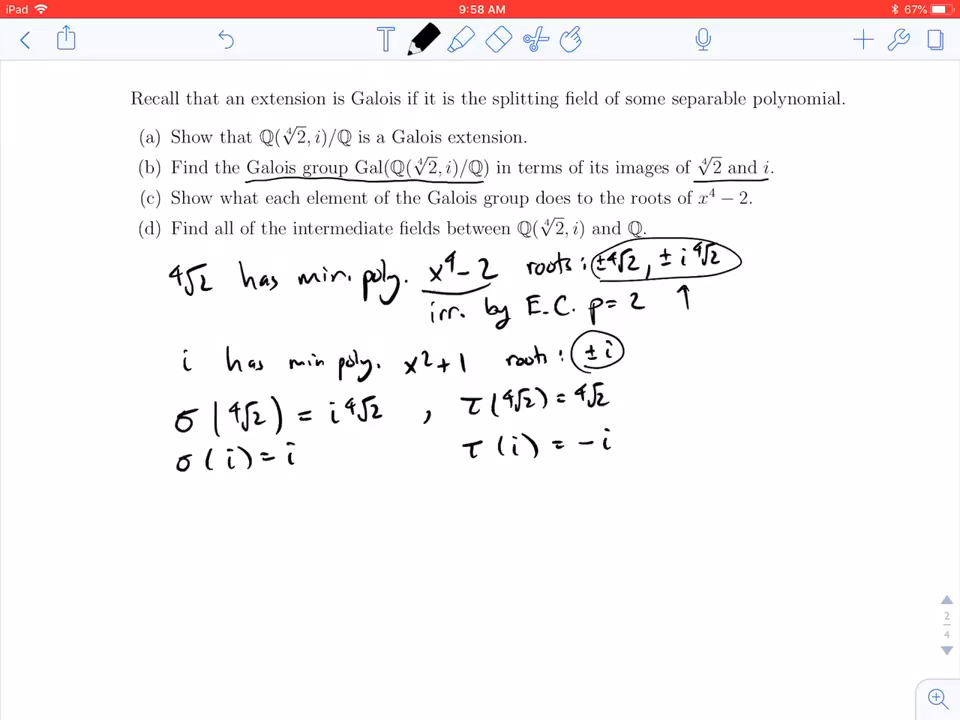 iPad 9:58 AM 67%
Recall that an extension is Galois if it is the splitting field of some separable polynomial.
(a) Show that ℚ(∜2, i)/ℚ is a Galois extension.
(b) Find the Galois group Gal(ℚ(∜2, i)/ℚ) in terms of its images of ∜2 and i.
(c) Show what each element of the Galois group does to the roots of x⁴ − 2.
(d) Find all of the intermediate fields between ℚ(∜2, i) and ℚ.
∜2 has min. poly. x⁴ − 2 roots: ±∜2, ± i ∜2
irr. by E.C. p = 2 ↑
i has min poly. x² + 1 roots: ± i
σ(∜2) = i ∜2 , τ(∜2) = ∜2
σ(i) = i τ(i) = − i
2
4